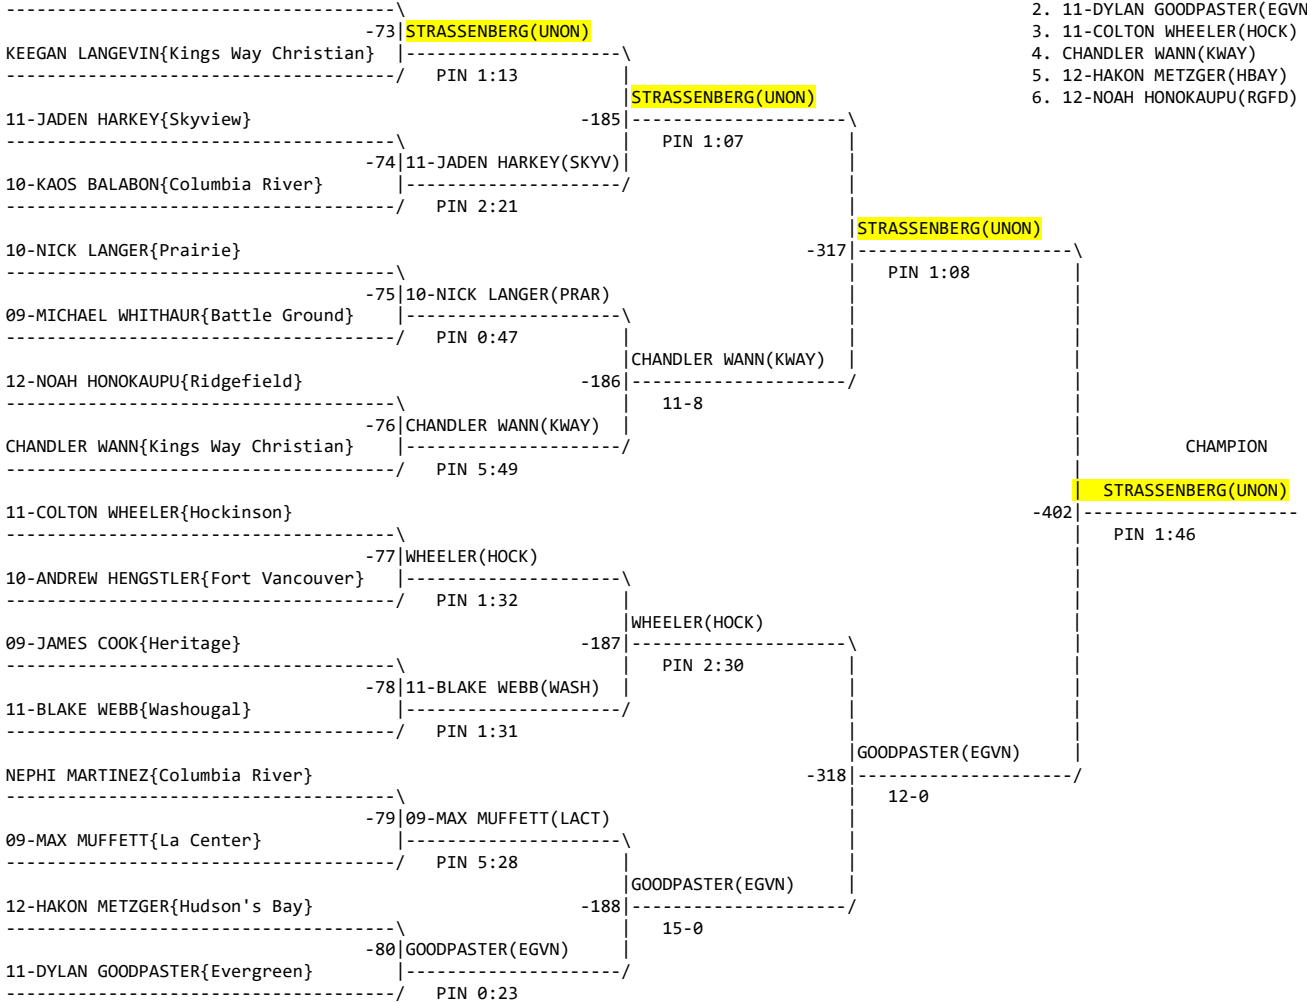 2. 11-DYLAN GOODPASTER(EGVN
-73 STRASSENBERG(UNON) 3. 11-COLTON WHEELER(HOCK)
KEEGAN LANGEVIN{Kings Way Christian} 4. CHANDLER WANN(KWAY)
PIN 1:13 5. 12-HAKON METZGER(HBAY)
STRASSENBERG(UNON) 6. 12-NOAH HONOKAUPU(RGFD)
11-JADEN HARKEY{Skyview} -185
PIN 1:07
-74 11-JADEN HARKEY(SKYV)
10-KAOS BALABON{Columbia River}
PIN 2:21
STRASSENBERG(UNON)
10-NICK LANGER{Prairie} -317
PIN 1:08
-75 10-NICK LANGER(PRAR)
09-MICHAEL WHITHAUR{Battle Ground}
PIN 0:47
CHANDLER WANN(KWAY)
12-NOAH HONOKAUPU{Ridgefield} -186
11-8
-76 CHANDLER WANN(KWAY)
CHANDLER WANN{Kings Way Christian} CHAMPION
PIN 5:49
STRASSENBERG(UNON)
11-COLTON WHEELER{Hockinson} -402
PIN 1:46
-77 WHEELER(HOCK)
10-ANDREW HENGSTLER{Fort Vancouver}
PIN 1:32
WHEELER(HOCK)
09-JAMES COOK{Heritage} -187
PIN 2:30
-78 11-BLAKE WEBB(WASH)
11-BLAKE WEBB{Washougal}
PIN 1:31
GOODPASTER(EGVN)
NEPHI MARTINEZ{Columbia River} -318
12-0
-79 09-MAX MUFFETT(LACT)
09-MAX MUFFETT{La Center}
PIN 5:28
GOODPASTER(EGVN)
12-HAKON METZGER{Hudson's Bay} -188
15-0
-80 GOODPASTER(EGVN)
11-DYLAN GOODPASTER{Evergreen}
PIN 0:23